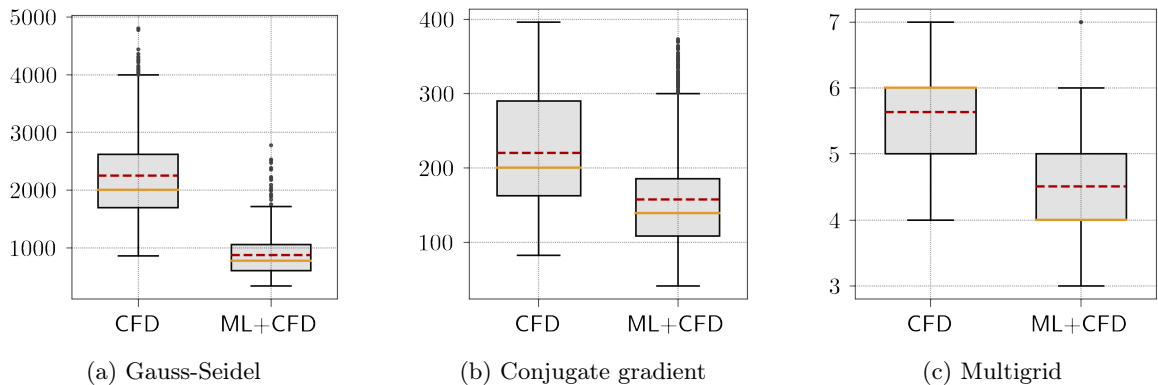 5000
4000
3000
2000
1000
CFD ML+CFD
(a) Gauss-Seidel
400
300
200
100
CFD ML+CFD
(b) Conjugate gradient
7
6
5
4
3
CFD ML+CFD
(c) Multigrid